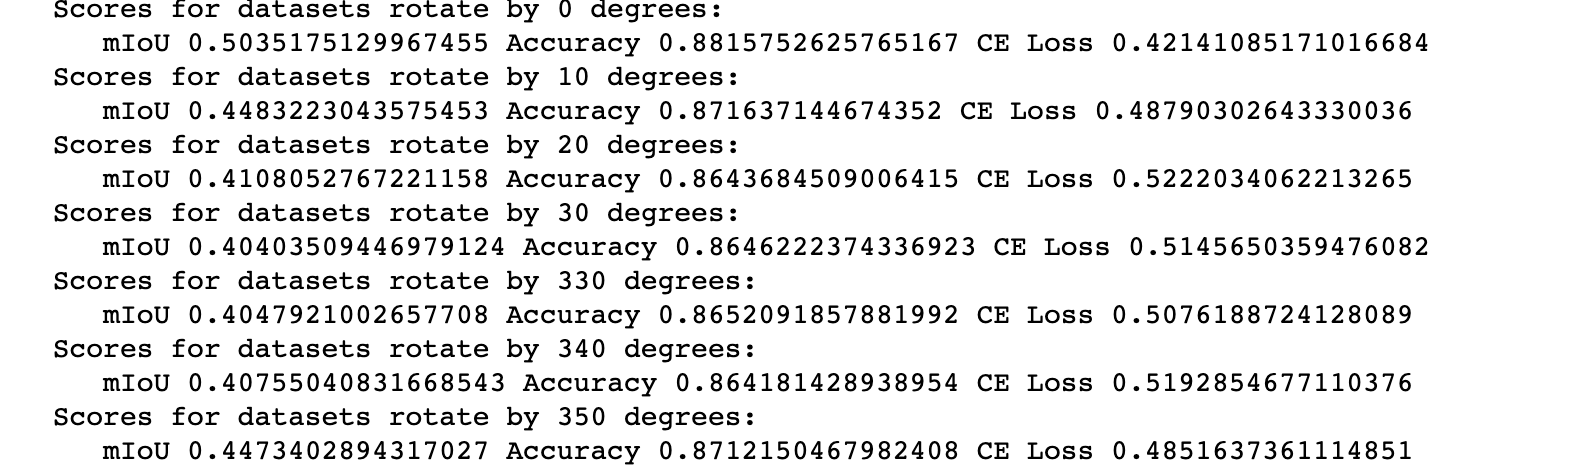 Scores for datasets rotate by 0 degrees:
mIoU 0.5035175129967455 Accuracy 0.8815752625765167 CE Loss 0.42141085171016684
Scores for datasets rotate by 10 degrees:
mIoU 0.4483223043575453 Accuracy 0.871637144674352 CE Loss 0.48790302643330036
Scores for datasets rotate by 20 degrees:
mIoU 0.4108052767221158 Accuracy 0.8643684509006415 CE Loss 0.5222034062213265
Scores for datasets rotate by 30 degrees:
mIoU 0.40403509446979124 Accuracy 0.8646222374336923 CE Loss 0.5145650359476082
Scores for datasets rotate by 330 degrees:
mIoU 0.4047921002657708 Accuracy 0.8652091857881992 CE Loss 0.5076188724128089
Scores for datasets rotate by 340 degrees:
mIoU 0.40755040831668543 Accuracy 0.864181428938954 CE Loss 0.5192854677110376
Scores for datasets rotate by 350 degrees:
mIoU 0.4473402894317027 Accuracy 0.8712150467982408 CE Loss 0.4851637361114851